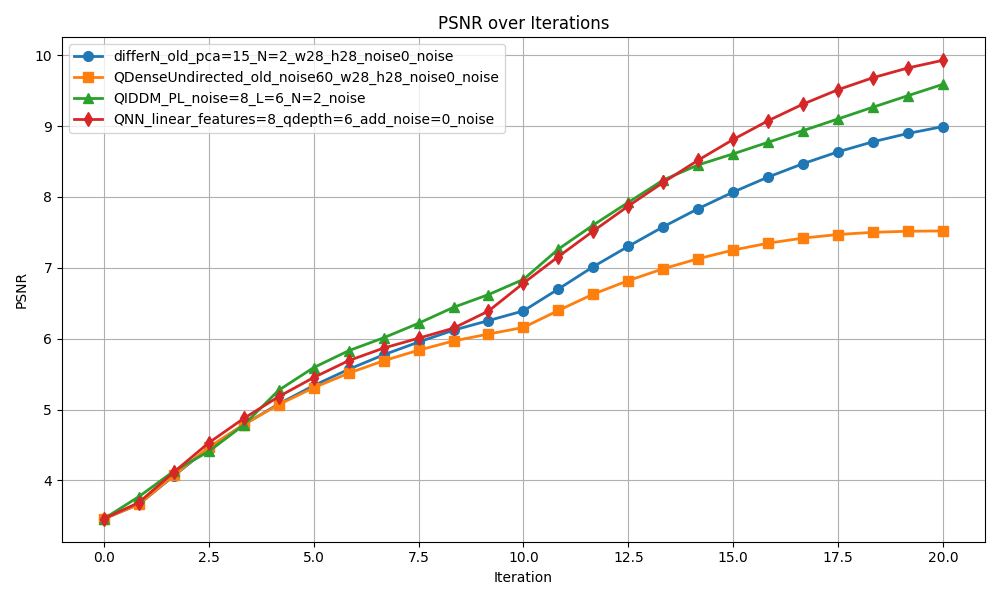 PSNR over Iterations
differN_old_pca=15_N=2_w28_h28_noise0_noise
QDenseUndirected_old_noise60_w28_h28_noise0_noise
QIDDM_PL_noise=8_L=6_N=2_noise
QNN_linear_features=8_qdepth=6_add_noise=0_noise
10
9
8
7
6
5
4
PSNR
0.0 2.5 5.0 7.5 10.0 12.5 15.0 17.5 20.0
Iteration